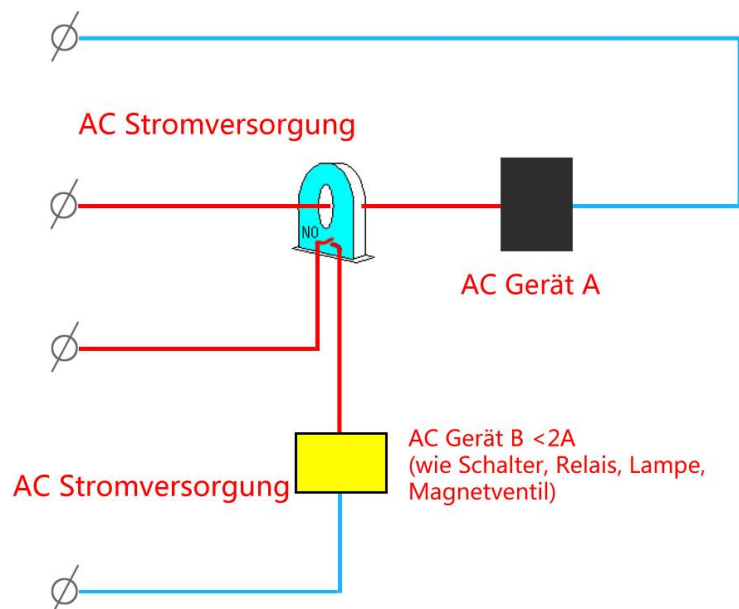 AC Stromversorgung
NO
AC Gerät A
AC Gerät B <2A
(wie Schalter, Relais, Lampe,
Magnetventil)
AC Stromversorgung